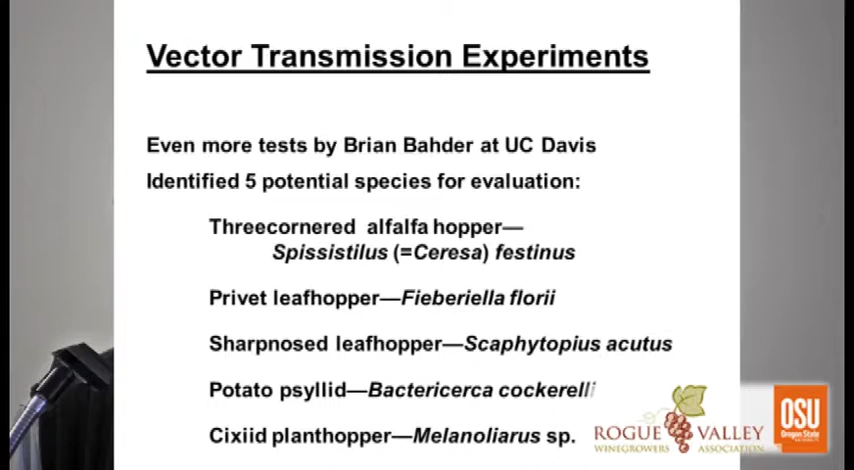 Vector Transmission Experiments
Even more tests by Brian Bahder at UC Davis
Identified 5 potential species for evaluation:
Threecornered alfalfa hopper—
Spissistilus (=Ceresa) festinus
Privet leafhopper—Fieberiella florii
Sharpnosed leafhopper—Scaphytopius acutus
Potato psyllid—Bactericerca cockerelli
Cixiid planthopper—Melanoliarus sp.
ROGUE VALLEY
WINEGROWERS ASSOCIATION
OSU
Oregon State